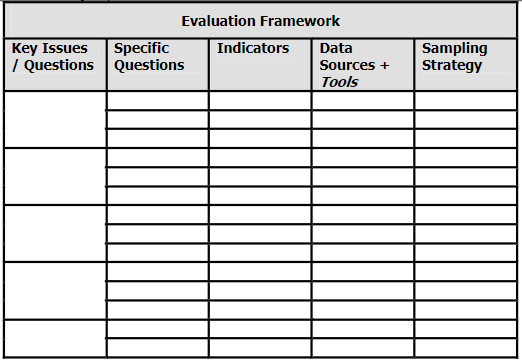 Evaluation Framework
Key Issues
/ Questions
Specific
Questions
Indicators
Data
Sources +
Tools
Sampling
Strategy